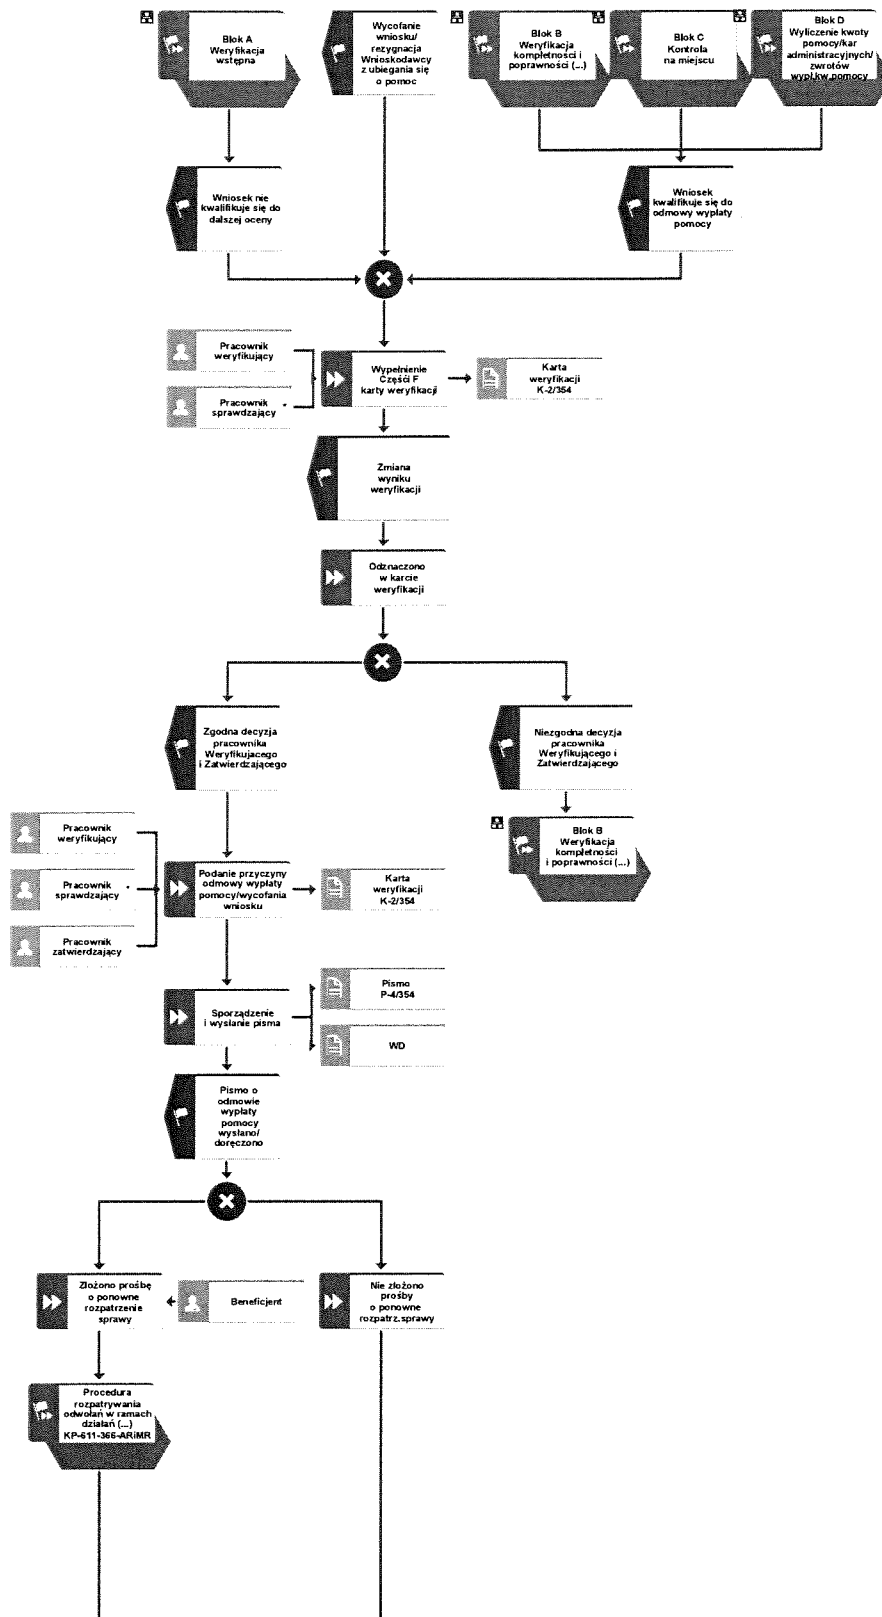 Blok A
Weryfikacja
wstępna
Wycofanie
wniosku/
rezygnacja
Wnioskodawcy
z ubiegania się
o pomoc
Blok B
Weryfikacja
kompletności i
poprawności (...)
Blok C
Kontrola
na miejscu
Blok D
Wyliczenie kwoty
pomocy/kar
administracyjnych/
zwrotów
wypł.kw.pomocy
Wniosek nie
kwalifikuje się do
dalszej oceny
Wniosek
kwalifikuje się do
odmowy wypłaty
pomocy
Pracownik
weryfikujący
Pracownik
sprawdzający
Wypełnienie
Części F
karty weryfikacji
Karta
weryfikacji
K-2/354
Zmiana
wyniku
weryfikacji
Odznaczono
w karcie
weryfikacji
Zgodna decyzja
pracownika
Weryfikujacego
i Zatwierdzającego
Niezgodna decyzja
pracownika
Weryfikującego i
Zatwierdzającego
Blok B
Weryfikacja
kompletności
i poprawności (...)
Pracownik
weryfikujący
Pracownik
sprawdzający
Pracownik
zatwierdzający
Podanie przyczyny
odmowy wypłaty
pomocy/wycofania
wniosku
Karta
weryfikacji
K-2/354
Sporządzenie
i wysłanie pisma
Pismo
P-4/354
WD
Pismo o
odmowie
wypłaty
pomocy
wysłano/
doręczono
Złożono prośbę
o ponowne
rozpatrzenie
sprawy
Beneficjent
Nie złożono
prośby
o ponowne
rozpatrz.sprawy
Procedura
rozpatrywania
odwołań w ramach
działań (...)
KP-611-366-ARiMR